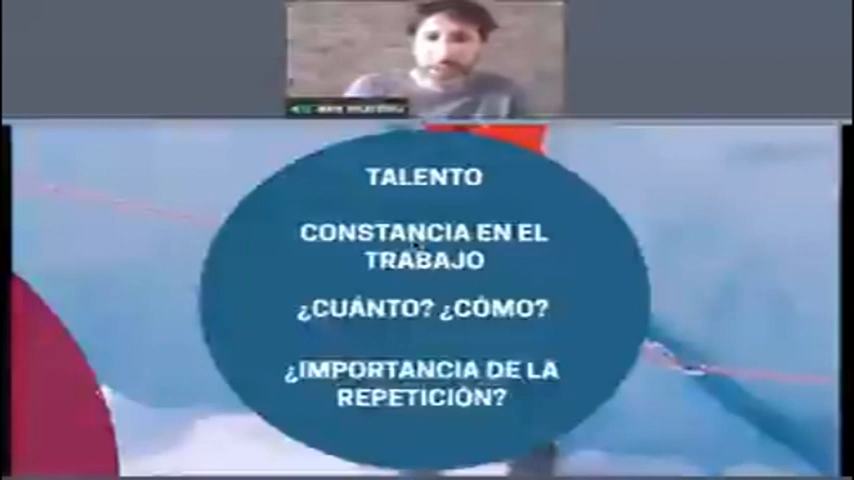 TALENTO
CONSTANCIA EN EL
TRABAJO
¿CUÁNTO? ¿CÓMO?
¿IMPORTANCIA DE LA
REPETICIÓN?